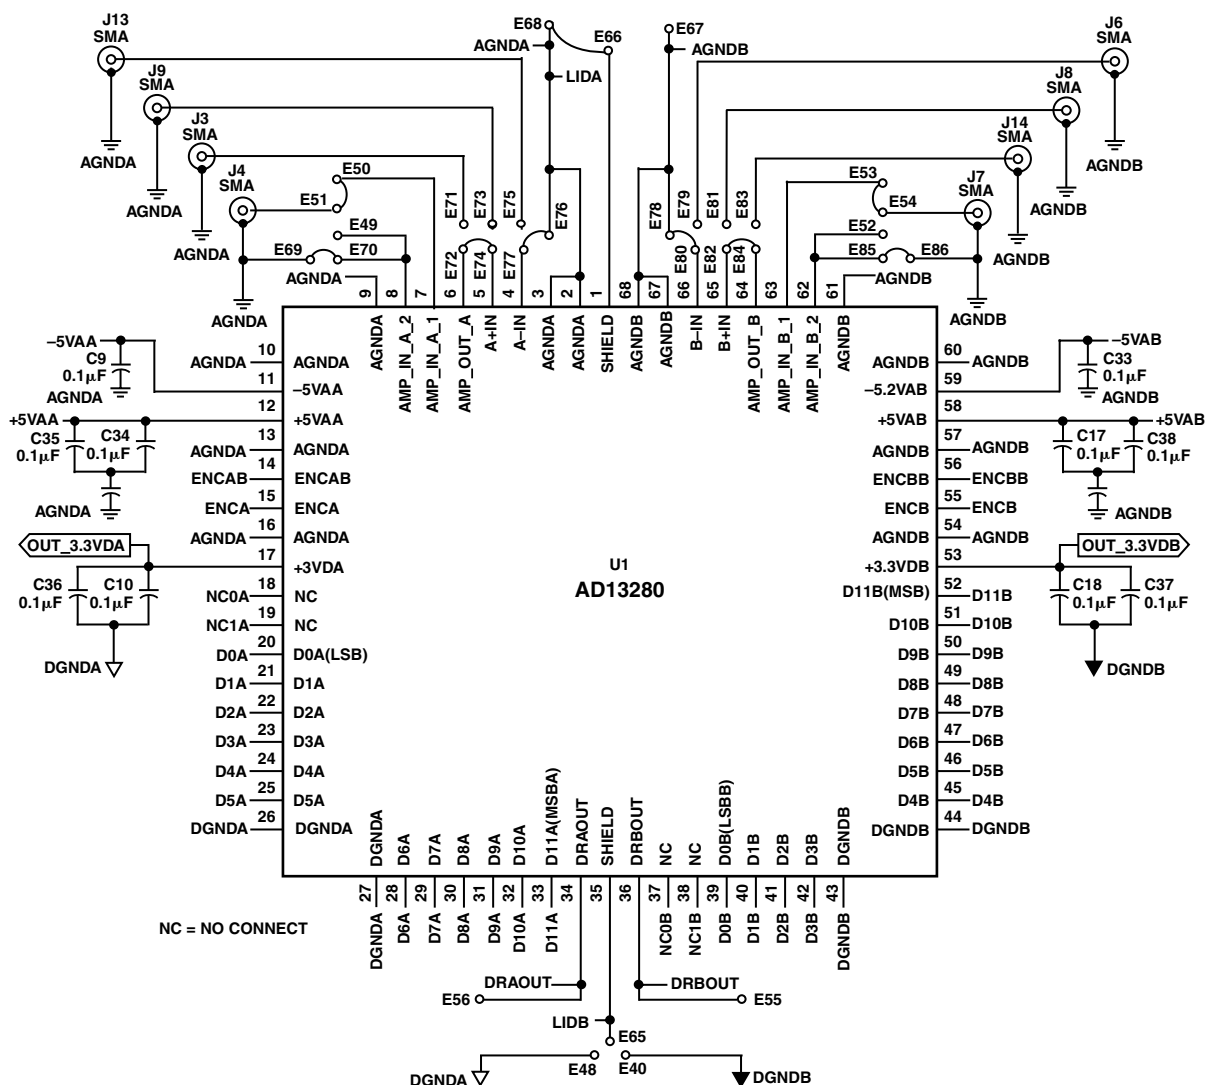 J13
SMA
J9
SMA
J3
SMA
J4
SMA
AGNDA
AGNDA
AGNDA
AGNDA
E68
E66
AGNDA
LIDA
E67
AGNDB
J6
SMA
J8
SMA
J14
SMA
J7
SMA
AGNDB
AGNDB
AGNDB
AGNDB
E50
E51
E49
E69
E70
AGNDA
E71
E73
E75
E76
E72
E74
E77
E78
E79
E81
E83
E80
E82
E84
E53
E54
E52
E85
E86
AGNDB
9
8
7
6
5
4
3
2
1
68
67
66
65
64
63
62
61
AGNDA
AMP_IN_A_2
AMP_IN_A_1
AMP_OUT_A
A+IN
A–IN
AGNDA
AGNDA
SHIELD
AGNDB
AGNDB
B–IN
B+IN
AMP_OUT_B
AMP_IN_B_1
AMP_IN_B_2
AGNDB
–5VAA
C9
0.1µF
AGNDA
+5VAA
C35
0.1µF
C34
0.1µF
AGNDA
OUT_3.3VDA
C36
0.1µF
C10
0.1µF
DGNDA
AGNDA 10 AGNDA
11 –5VAA
12 +5VAA
AGNDA 13 AGNDA
ENCAB 14 ENCAB
ENCA 15 ENCA
AGNDA 16 AGNDA
17 +3VDA
NC0A 18 NC
NC1A 19 NC
D0A 20 D0A(LSB)
D1A 21 D1A
D2A 22 D2A
D3A 23 D3A
D4A 24 D4A
D5A 25 D5A
DGNDA 26 DGNDA
U1
AD13280
AGNDB 60 AGNDB
–5.2VAB 59
+5VAB 58
AGNDB 57 AGNDB
ENCBB 56 ENCBB
ENCB 55 ENCB
AGNDB 54 AGNDB
+3.3VDB 53
D11B(MSB) 52 D11B
D10B 51 D10B
D9B 50 D9B
D8B 49 D8B
D7B 48 D7B
D6B 47 D6B
D5B 46 D5B
D4B 45 D4B
DGNDB 44 DGNDB
–5VAB
C33
0.1µF
AGNDB
+5VAB
C17
0.1µF
C38
0.1µF
AGNDB
OUT_3.3VDB
C18
0.1µF
C37
0.1µF
DGNDB
DGNDA
D6A
D7A
D8A
D9A
D10A
D11A(MSBA)
DRAOUT
SHIELD
DRBOUT
NC
NC
D0B(LSBB)
D1B
D2B
D3B
DGNDB
27
28
29
30
31
32
33
34
35
36
37
38
39
40
41
42
43
DGNDA
D6A
D7A
D8A
D9A
D10A
D11A
NC0B
NC1B
D0B
D1B
D2B
D3B
DGNDB
NC = NO CONNECT
DRAOUT
E56
DRBOUT
E55
LIDB
E65
E48
E40
DGNDA
DGNDB